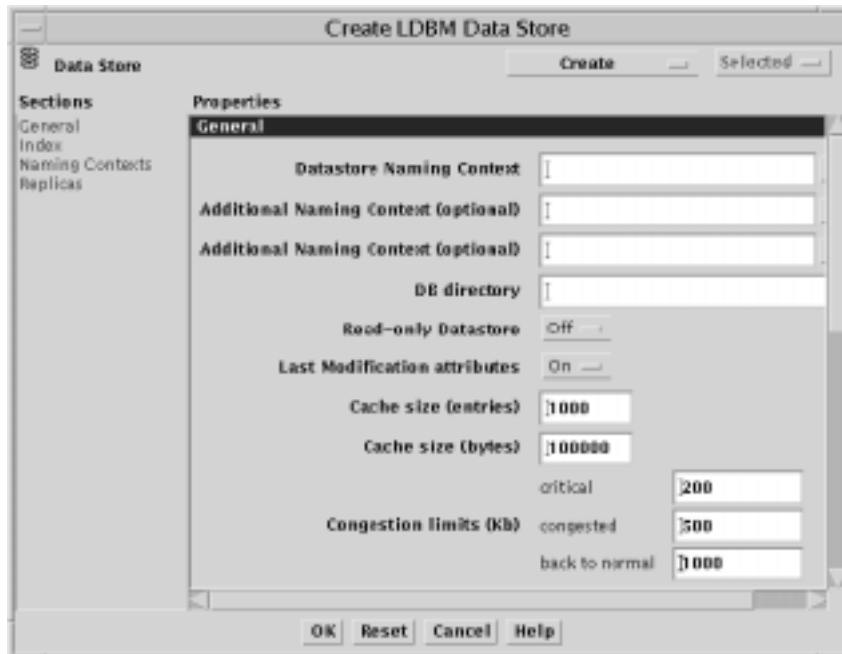 Create LDBM Data Store
Data Store
Create
Selected
Sections
Properties
General
Index
Naming Contexts
Replicas
General
Datastore Naming Context
Additional Naming Context (optional)
Additional Naming Context (optional)
DB directory
Read-only Datastore Off
Last Modification attributes On
Cache size (entries) 1000
Cache size (bytes) 100000
critical 200
Congestion limits (Kb) congested 500
back to normal 1000
OK Reset Cancel Help